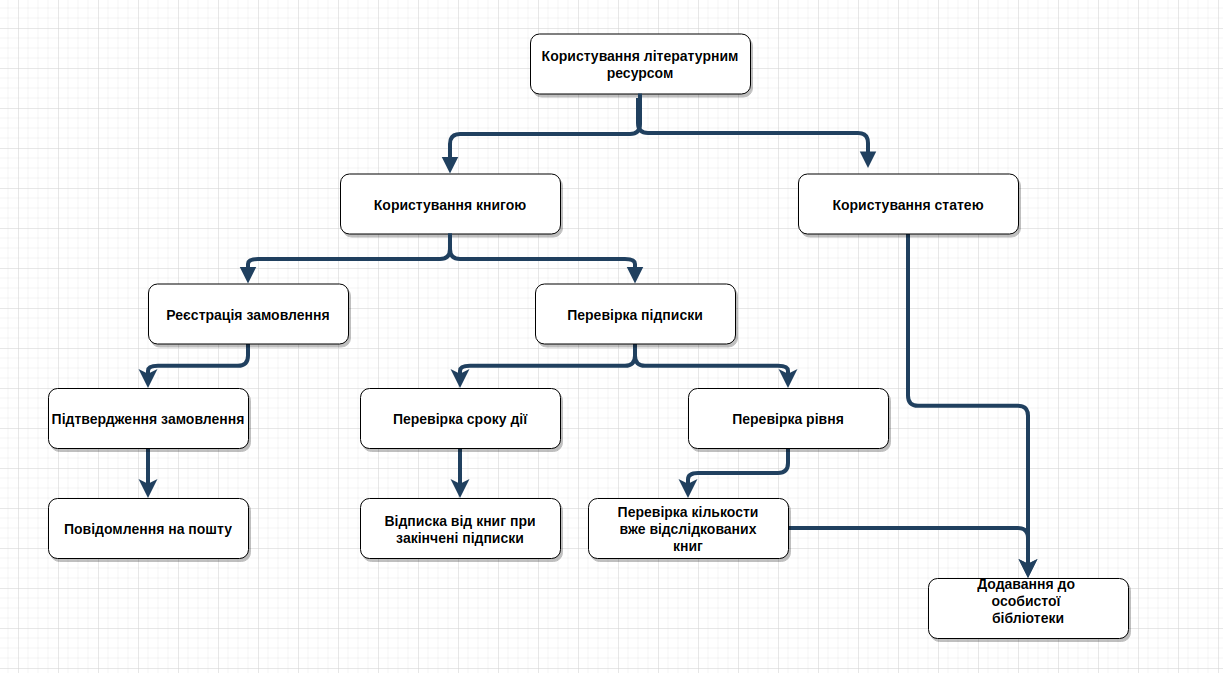 Користування літературним
ресурсом
Користування книгою
Користування статею
Реєстрація замовлення
Перевірка підписки
Підтвердження замовлення
Перевірка сроку дії
Перевірка рівня
Повідомлення на пошту
Відписка від книг при
закінчені підписки
Перевірка кількости
вже відслідкованих
книг
Додавання до
особистої
бібліотеки